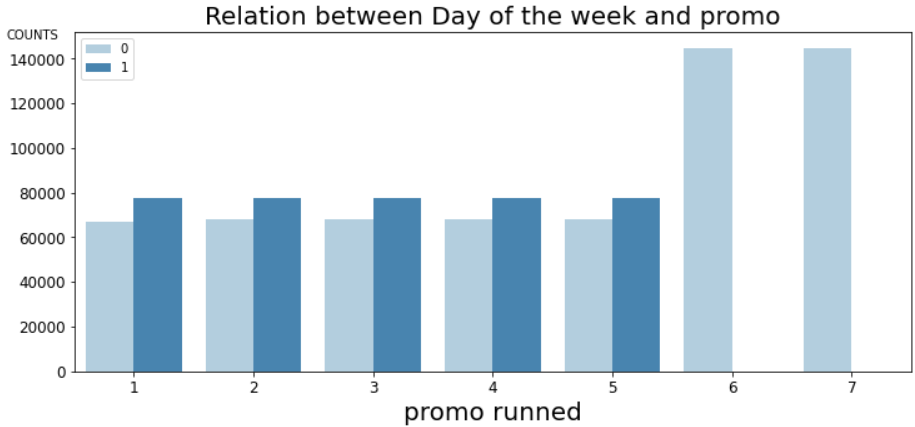 Relation between Day of the week and promo
COUNTS
0
1
140000
120000
100000
80000
60000
40000
20000
0
1 2 3 4 5 6 7
promo runned